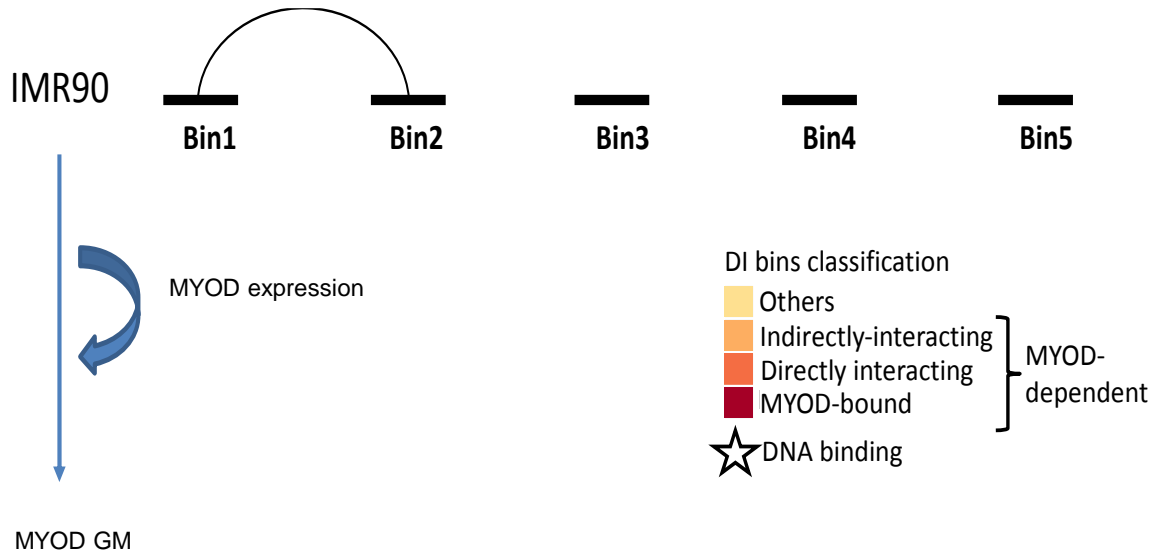 IMR90
Bin1 Bin2 Bin3 Bin4 Bin5
MYOD expression
DI bins classification
Others
Indirectly-interacting
Directly interacting
MYOD-bound
MYOD-
dependent
DNA binding
MYOD GM